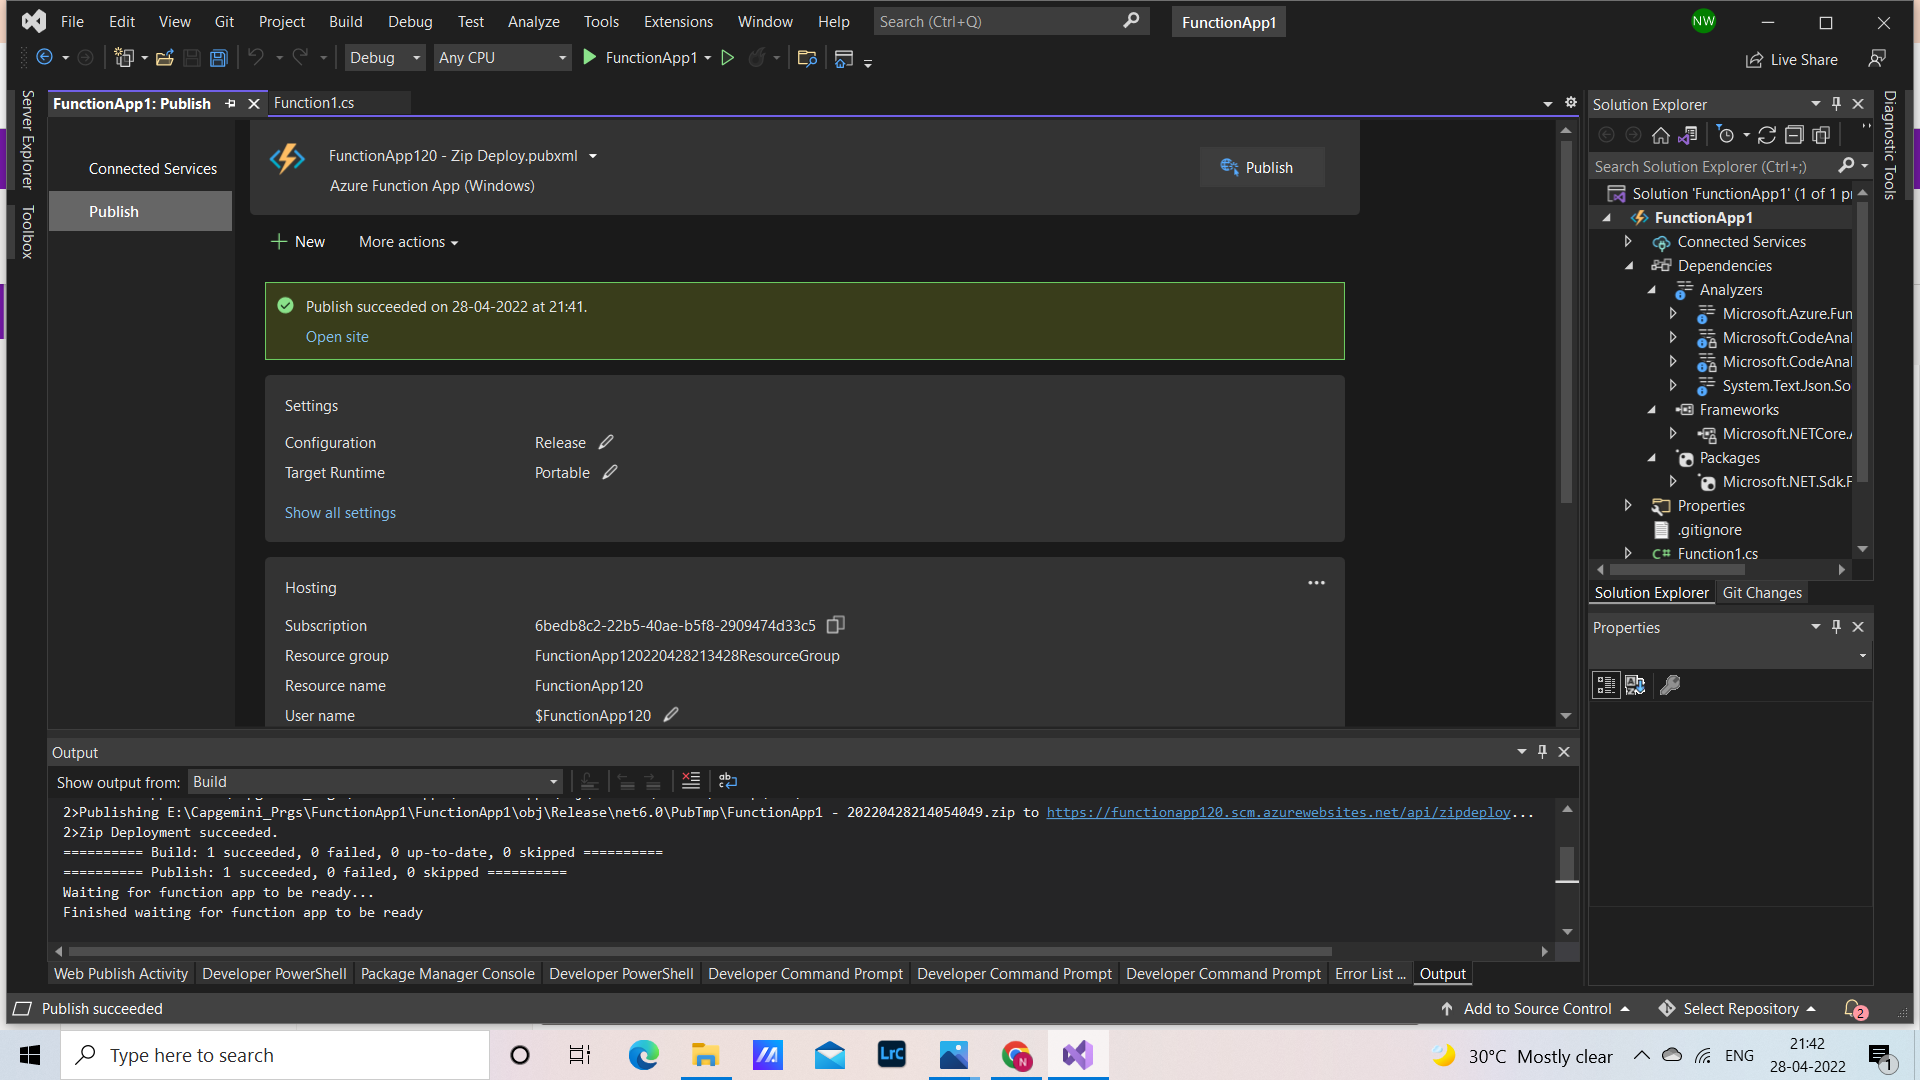 File Edit View Git Project Build Debug Test Analyze Tools Extensions Window Help Search (Ctrl+Q) FunctionApp1 NW
Debug Any CPU FunctionApp1 Live Share
Server Explorer
Toolbox
FunctionApp1: Publish Function1.cs
Connected Services
Publish
FunctionApp120 - Zip Deploy.pubxml
Azure Function App (Windows)
Publish
New More actions
Publish succeeded on 28-04-2022 at 21:41.
Open site
Settings
Configuration Release
Target Runtime Portable
Show all settings
Hosting
Subscription 6bedb8c2-22b5-40ae-b5f8-2909474d33c5
Resource group FunctionApp120220428213428ResourceGroup
Resource name FunctionApp120
User name $FunctionApp120
Solution Explorer
Search Solution Explorer (Ctrl+;)
Solution 'FunctionApp1' (1 of 1 pr
FunctionApp1
Connected Services
Dependencies
Analyzers
Microsoft.Azure.Fun
Microsoft.CodeAnal
Microsoft.CodeAnal
System.TextJson.So
Frameworks
Microsoft.NETCore.A
Packages
Microsoft.NET.Sdk.F
Properties
.gitignore
C# Function1.cs
Solution Explorer Git Changes
Properties
Diagnostic Tools
Output
Show output from: Build
2>Publishing E:\Capgemini_Prgs\FunctionApp1\FunctionApp1\obj\Release\net6.0\PubTmp\FunctionApp1 - 20220428214054049.zip to https://functionapp120.scm.azurewebsites.net/api/zipdeploy...
2>Zip Deployment succeeded.
========== Build: 1 succeeded, 0 failed, 0 up-to-date, 0 skipped ==========
========== Publish: 1 succeeded, 0 failed, 0 skipped ==========
Waiting for function app to be ready...
Finished waiting for function app to be ready
Web Publish Activity Developer PowerShell Package Manager Console Developer PowerShell Developer Command Prompt Developer Command Prompt Developer Command Prompt Error List ... Output
Publish succeeded Add to Source Control Select Repository 2
Type here to search LrC N 30°C Mostly clear ENG 21:42
28-04-2022 1